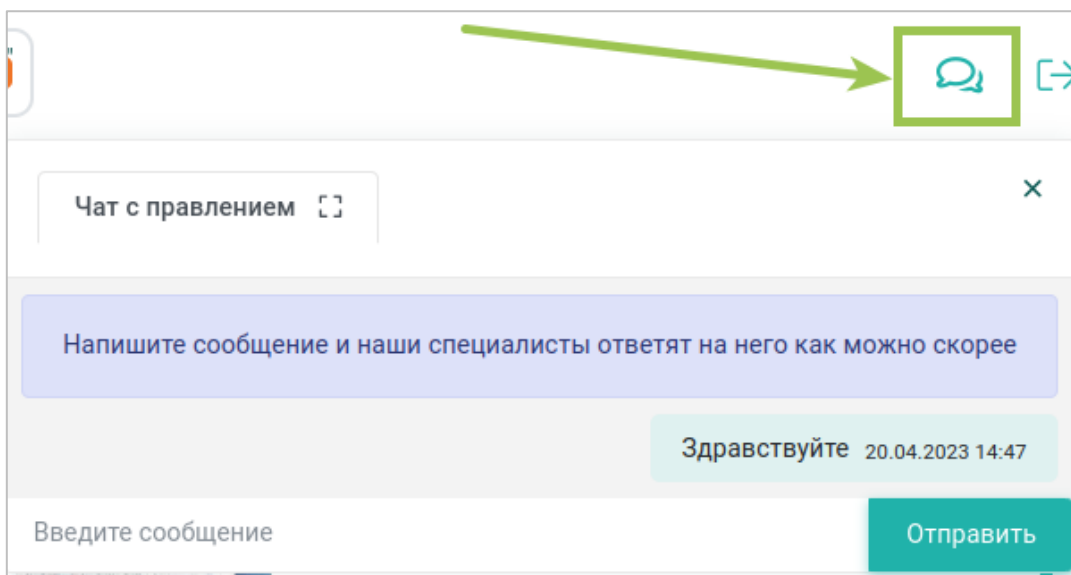 Чат с правлением
Напишите сообщение и наши специалисты ответят на него как можно скорее
Здравствуйте 20.04.2023 14:47
Введите сообщение
Отправить